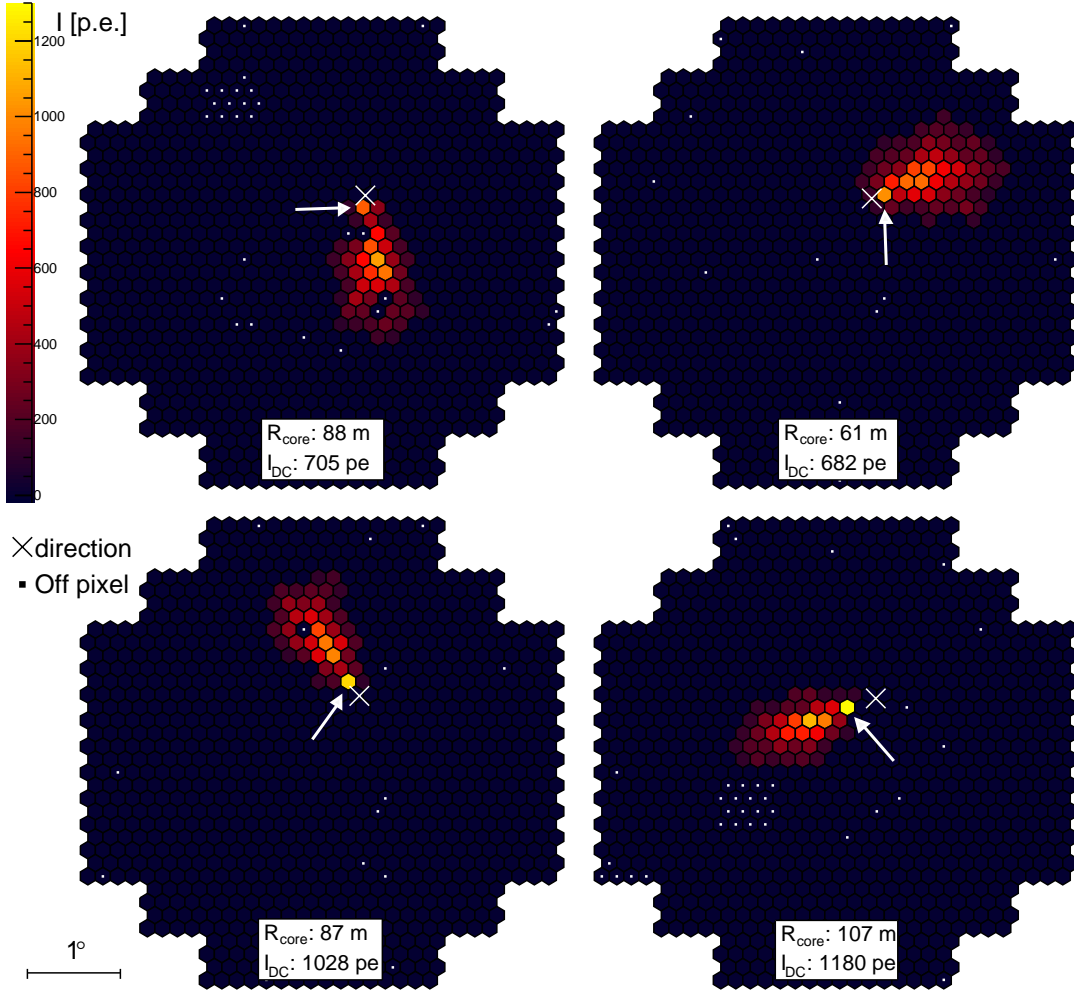 I [p.e.]
1200
1000
800
600
400
200
0
R_core: 88 m
I_DC: 705 pe
R_core: 61 m
I_DC: 682 pe
direction
Off pixel
R_core: 87 m
I_DC: 1028 pe
R_core: 107 m
I_DC: 1180 pe
1°